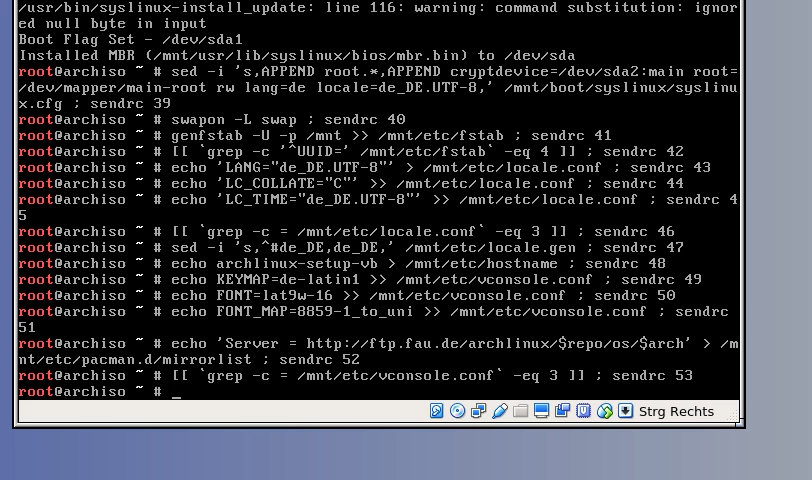 /usr/bin/syslinux-install_update: line 116: warning: command substitution: ignor
ed null byte in input
Boot Flag Set - /dev/sda1
Installed MBR (/mnt/usr/lib/syslinux/bios/mbr.bin) to /dev/sda
root@archiso ~ # sed -i 's,APPEND root.*,APPEND cryptdevice=/dev/sda2:main root=
/dev/mapper/main-root rw lang=de locale=de_DE.UTF-8,' /mnt/boot/syslinux/syslinu
x.cfg ; sendrc 39
root@archiso ~ # swapon -L swap ; sendrc 40
root@archiso ~ # genfstab -U -p /mnt >> /mnt/etc/fstab ; sendrc 41
root@archiso ~ # [[ `grep -c '^UUID=' /mnt/etc/fstab` -eq 4 ]] ; sendrc 42
root@archiso ~ # echo 'LANG="de_DE.UTF-8"' > /mnt/etc/locale.conf ; sendrc 43
root@archiso ~ # echo 'LC_COLLATE="C"' >> /mnt/etc/locale.conf ; sendrc 44
root@archiso ~ # echo 'LC_TIME="de_DE.UTF-8"' >> /mnt/etc/locale.conf ; sendrc 4
5
root@archiso ~ # [[ `grep -c = /mnt/etc/locale.conf` -eq 3 ]] ; sendrc 46
root@archiso ~ # sed -i 's,^#de_DE,de_DE,' /mnt/etc/locale.gen ; sendrc 47
root@archiso ~ # echo archlinux-setup-vb > /mnt/etc/hostname ; sendrc 48
root@archiso ~ # echo KEYMAP=de-latin1 >> /mnt/etc/vconsole.conf ; sendrc 49
root@archiso ~ # echo FONT=lat9w-16 >> /mnt/etc/vconsole.conf ; sendrc 50
root@archiso ~ # echo FONT_MAP=8859-1_to_uni >> /mnt/etc/vconsole.conf ; sendrc
51
root@archiso ~ # echo 'Server = http://ftp.fau.de/archlinux/$repo/os/$arch' > /m
nt/etc/pacman.d/mirrorlist ; sendrc 52
root@archiso ~ # [[ `grep -c = /mnt/etc/vconsole.conf` -eq 3 ]] ; sendrc 53
root@archiso ~ # _
Strg Rechts